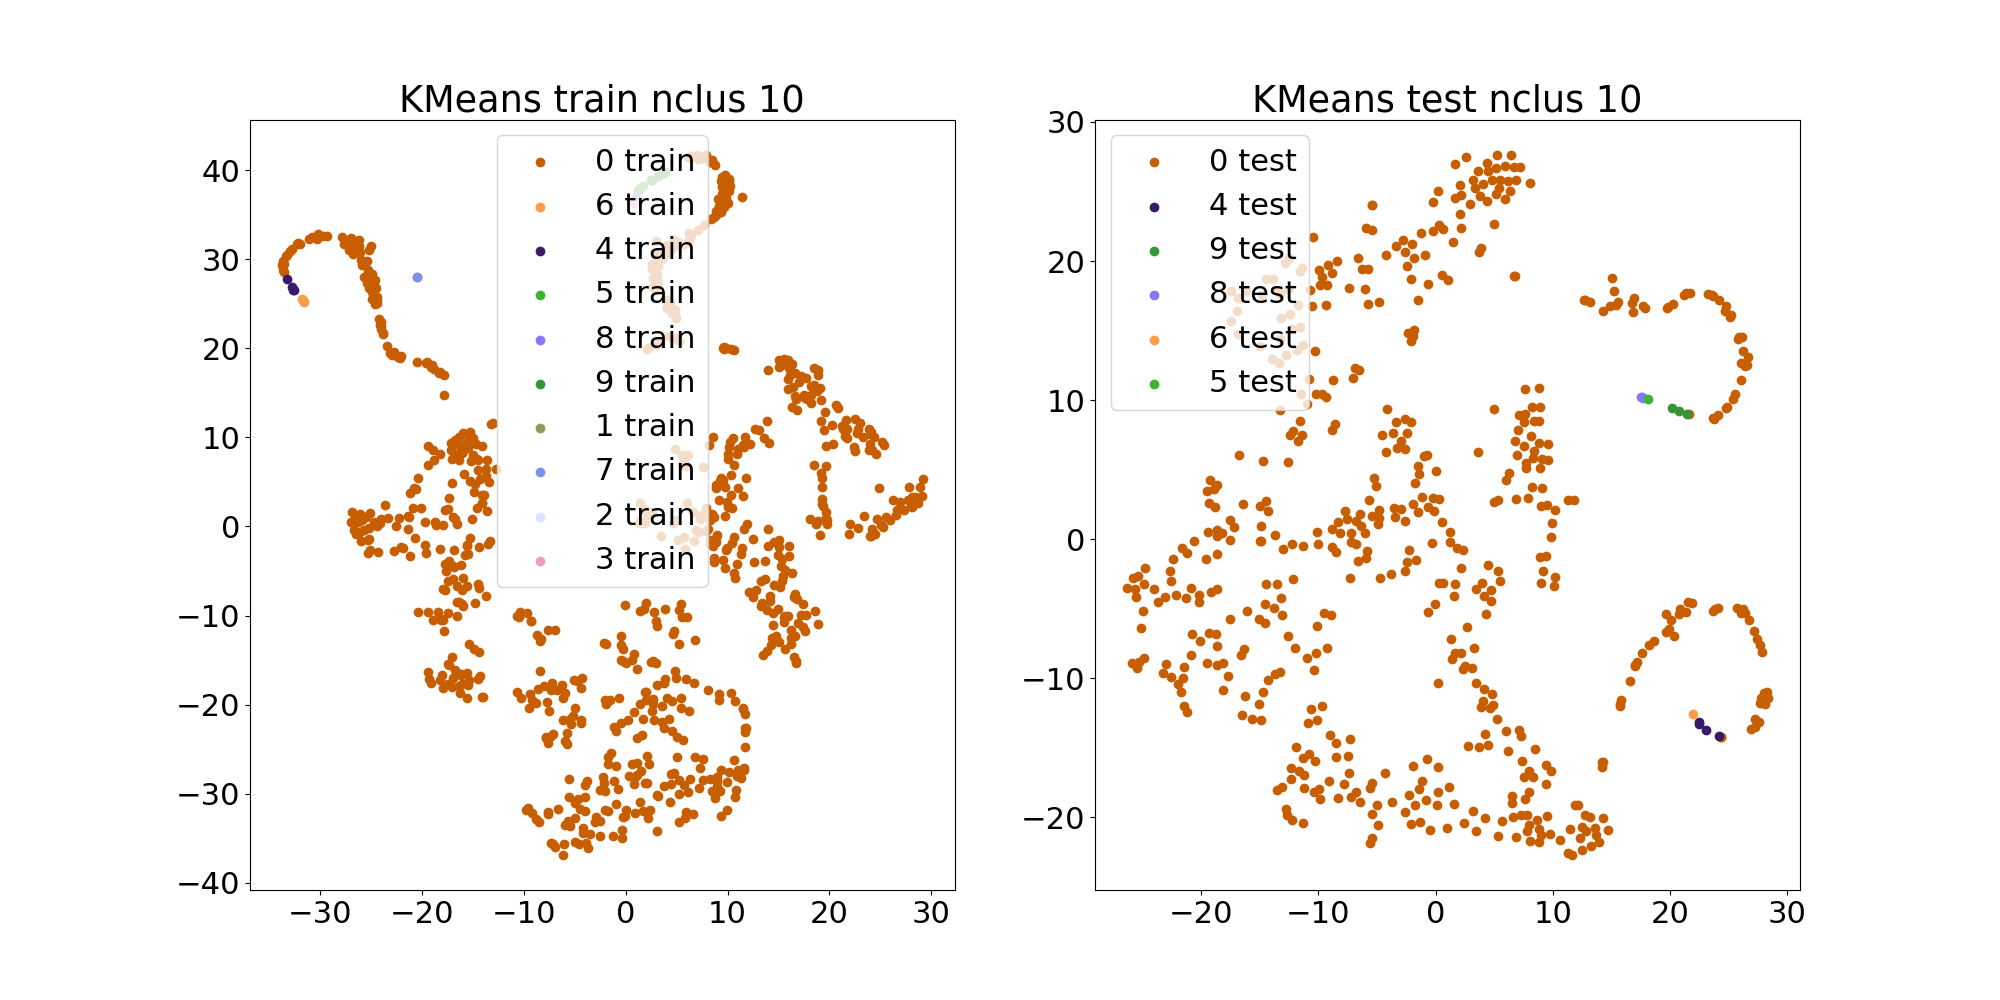 KMeans train nclus 10
40
30
20
10
0
−10
−20
−30
−40
−30
−20
−10
0
10
20
30
0 train
6 train
4 train
5 train
8 train
9 train
1 train
7 train
2 train
3 train
KMeans test nclus 10
30
20
10
0
−10
−20
−20
−10
0
10
20
30
0 test
4 test
9 test
8 test
6 test
5 test